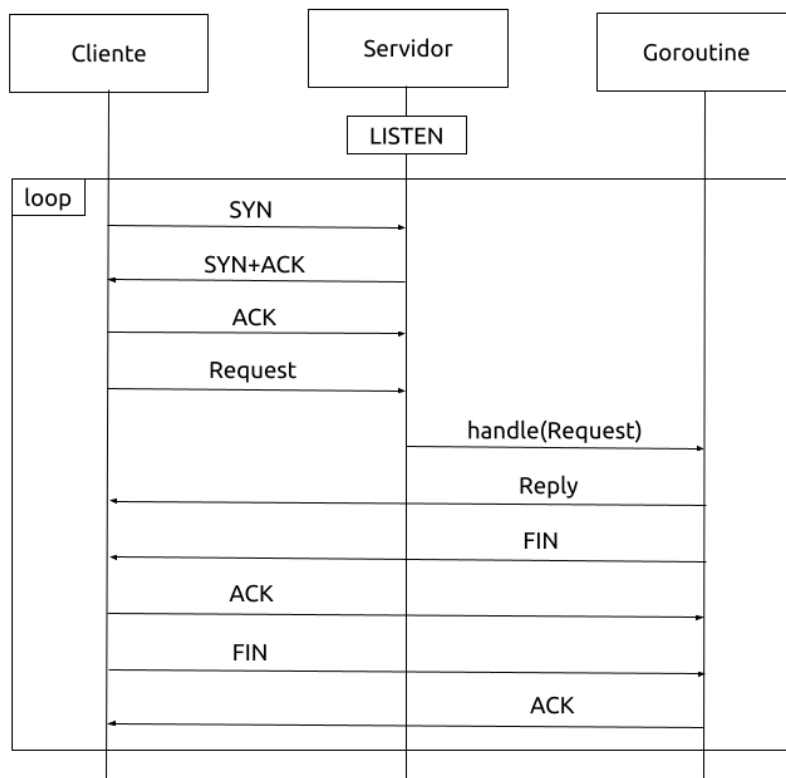 Cliente
Servidor
Goroutine
LISTEN
loop
SYN
SYN+ACK
ACK
Request
handle(Request)
Reply
FIN
ACK
FIN
ACK